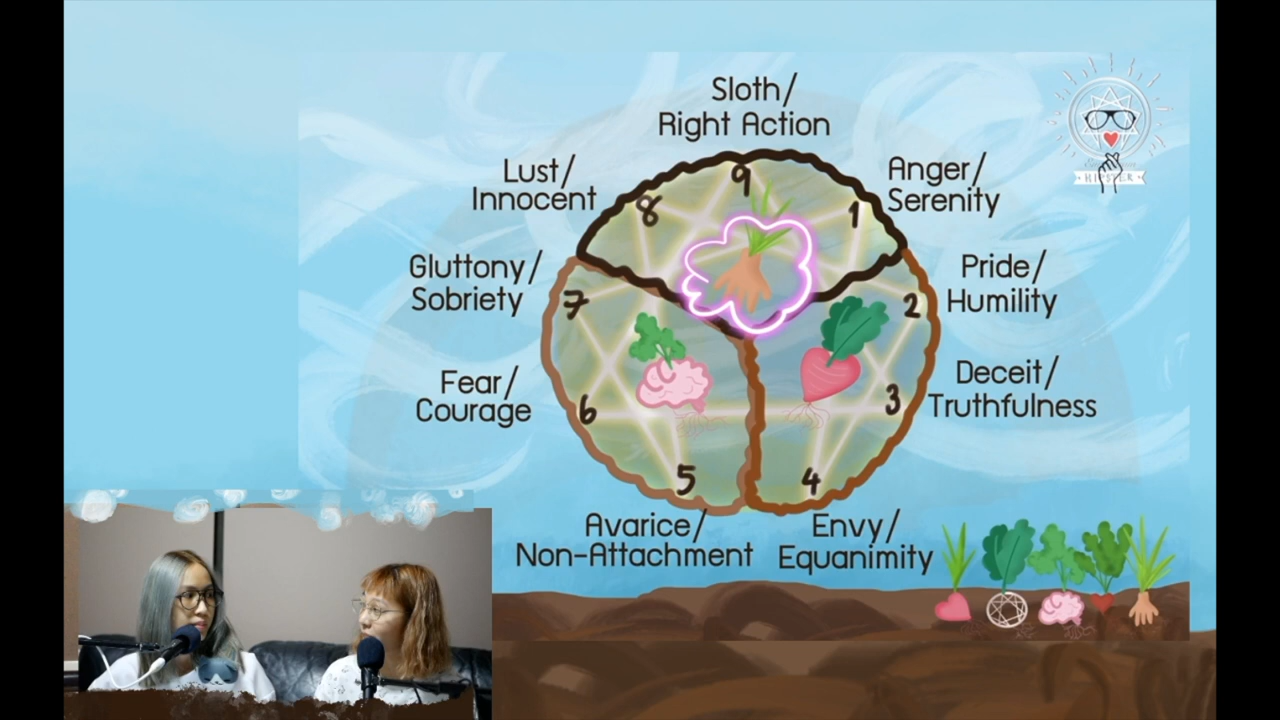 Sloth/
Right Action
Lust/
Innocent
Anger/
Serenity
Gluttony/
Sobriety
Pride/
Humility
Fear/
Courage
Deceit/
Truthfulness
Avarice/
Non-Attachment
Envy/
Equanimity
9
8
1
7
2
6
3
5
4
HIPSTER